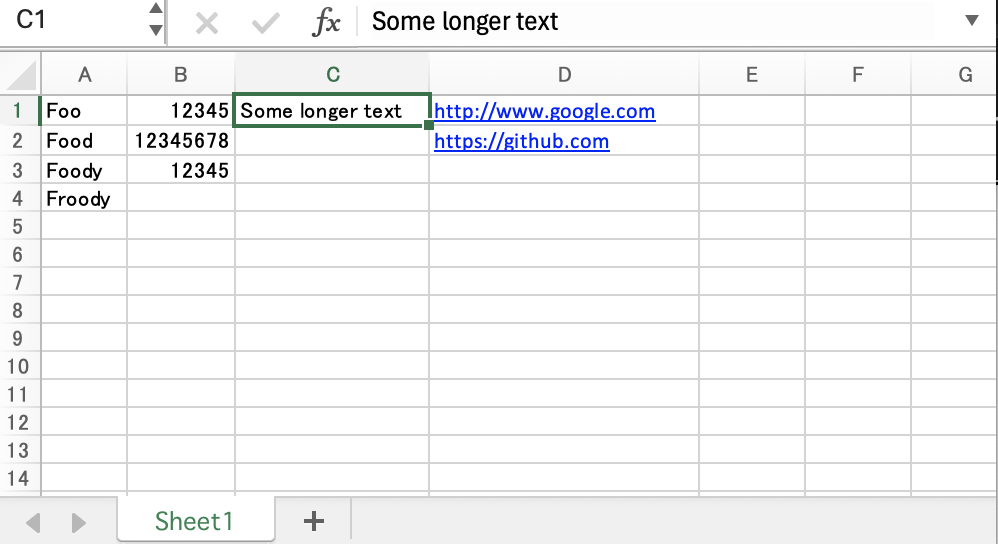 C1 fx Some longer text
A B C D E F G
1 Foo 12345 Some longer text http://www.google.com
2 Food 12345678 https://github.com
3 Foody 12345
4 Froody
5
6
7
8
9
10
11
12
13
14
Sheet1 +